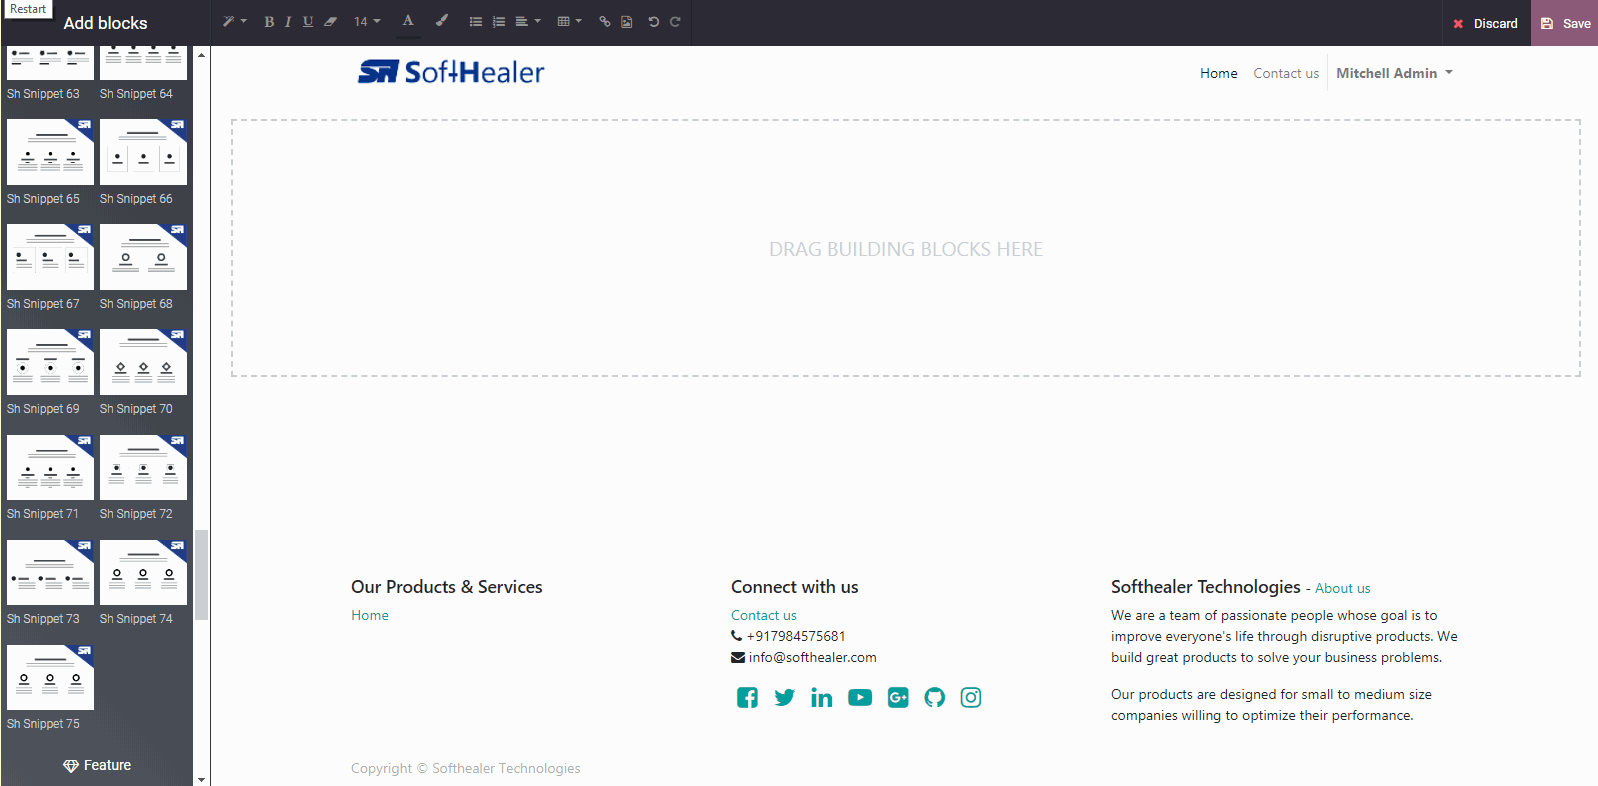 Restart
Add blocks
B I U 14 A
Discard
Save
Sh Snippet 63
Sh Snippet 64
Sh Snippet 65
Sh Snippet 66
Sh Snippet 67
Sh Snippet 68
Sh Snippet 69
Sh Snippet 70
Sh Snippet 71
Sh Snippet 72
Sh Snippet 73
Sh Snippet 74
Sh Snippet 75
Feature
SoftHealer
Home
Contact us
Mitchell Admin
DRAG BUILDING BLOCKS HERE
Our Products & Services
Home
Connect with us
Contact us
+917984575681
info@softhealer.com
Softhealer Technologies - About us
We are a team of passionate people whose goal is to
improve everyone's life through disruptive products. We
build great products to solve your business problems.
Our products are designed for small to medium size
companies willing to optimize their performance.
Copyright © Softhealer Technologies